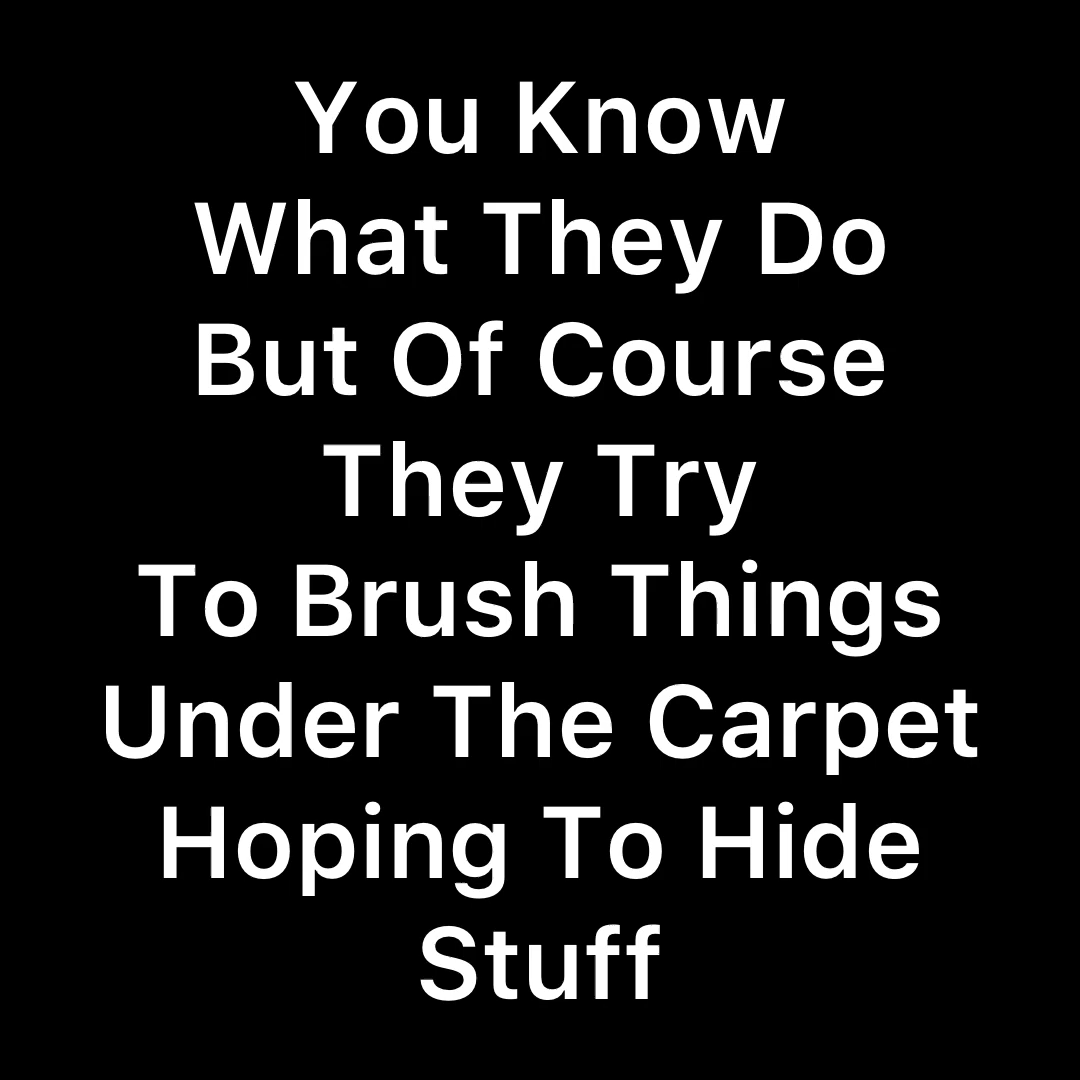 You Know
What They Do
But Of Course
They Try
To Brush Things
Under The Carpet
Hoping To Hide
Stuff